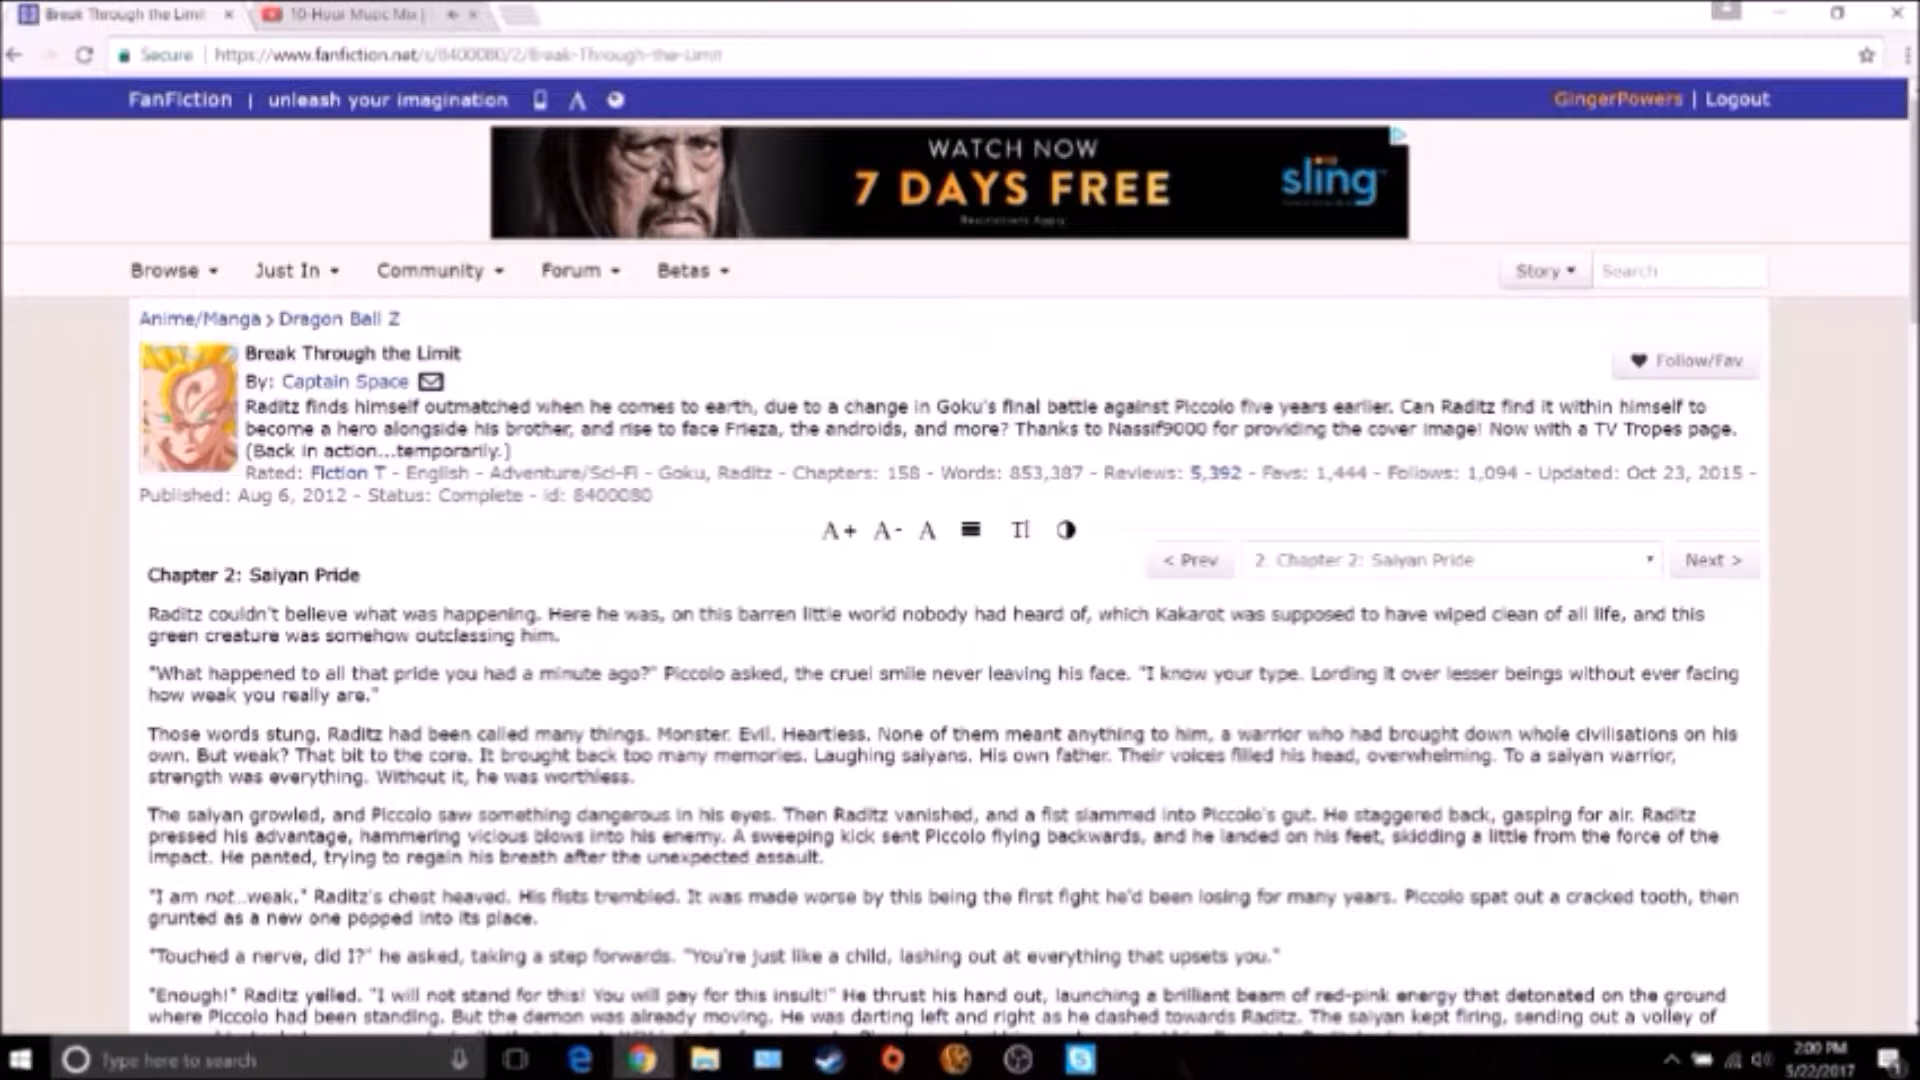 Break Through the Limit
10-Hour Music Mix |
Secure | https://www.fanfiction.net/s/8400080/2/Break-Through-the-Limit
FanFiction | unleash your imagination
GingerPowers | Logout
WATCH NOW
7 DAYS FREE
Restrictions Apply
sling
Browse Just In Community Forum Betas
Story Search
Anime/Manga > Dragon Ball Z
Break Through the Limit
Follow/Fav
By: Captain Space
Raditz finds himself outmatched when he comes to earth, due to a change in Goku's final battle against Piccolo five years earlier. Can Raditz find it within himself to
become a hero alongside his brother, and rise to face Frieza, the androids, and more? Thanks to Nassif9000 for providing the cover image! Now with a TV Tropes page.
(Back in action...temporarily.)
Rated: Fiction T - English - Adventure/Sci-Fi - Goku, Raditz - Chapters: 158 - Words: 853,387 - Reviews: 5,392 - Favs: 1,444 - Follows: 1,094 - Updated: Oct 23, 2015 -
Published: Aug 6, 2012 - Status: Complete - id: 8400080
A+ A- A
< Prev 2. Chapter 2: Saiyan Pride Next >
Chapter 2: Saiyan Pride
Raditz couldn't believe what was happening. Here he was, on this barren little world nobody had heard of, which Kakarot was supposed to have wiped clean of all life, and this
green creature was somehow outclassing him.
"What happened to all that pride you had a minute ago?" Piccolo asked, the cruel smile never leaving his face. "I know your type. Lording it over lesser beings without ever facing
how weak you really are."
Those words stung. Raditz had been called many things. Monster. Evil. Heartless. None of them meant anything to him, a warrior who had brought down whole civilisations on his
own. But weak? That bit to the core. It brought back too many memories. Laughing saiyans. His own father. Their voices filled his head, overwhelming. To a saiyan warrior,
strength was everything. Without it, he was worthless.
The saiyan growled, and Piccolo saw something dangerous in his eyes. Then Raditz vanished, and a fist slammed into Piccolo's gut. He staggered back, gasping for air. Raditz
pressed his advantage, hammering vicious blows into his enemy. A sweeping kick sent Piccolo flying backwards, and he landed on his feet, skidding a little from the force of the
impact. He panted, trying to regain his breath after the unexpected assault.
"I am not...weak." Raditz's chest heaved. His fists trembled. It was made worse by this being the first fight he'd been losing for many years. Piccolo spat out a cracked tooth, then
grunted as a new one popped into its place.
"Touched a nerve, did I?" he asked, taking a step forwards. "You're just like a child, lashing out at everything that upsets you."
"Enough!" Raditz yelled. "I will not stand for this! You will pay for this insult!" He thrust his hand out, launching a brilliant beam of red-pink energy that detonated on the ground
where Piccolo had been standing. But the demon was already moving. He was darting left and right as he dashed towards Raditz. The saiyan kept firing, sending out a volley of
Type here to search
2:00 PM
5/22/2017